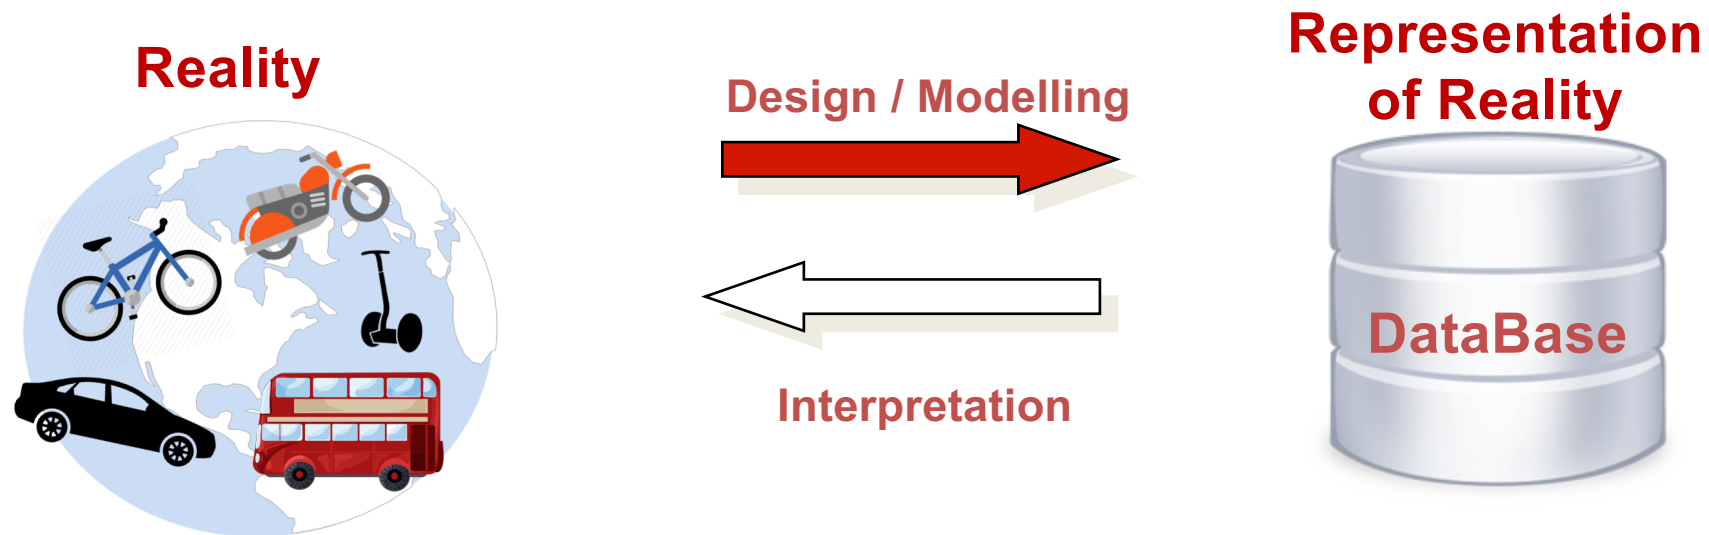 Reality
Design / Modelling
Interpretation
Representation
of Reality
DataBase